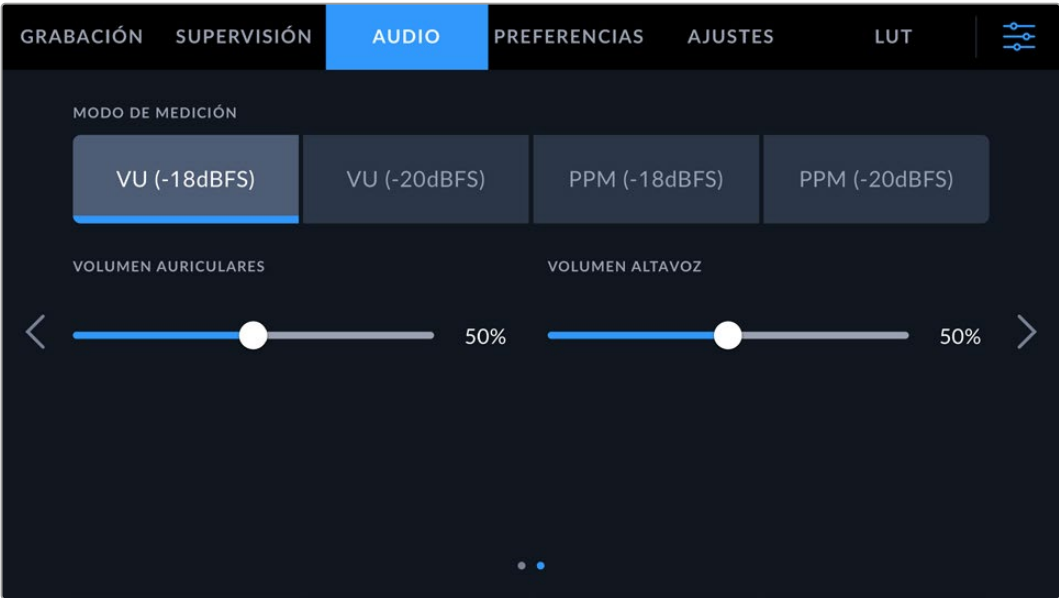 GRABACIÓN SUPERVISIÓN AUDIO PREFERENCIAS AJUSTES LUT
MODO DE MEDICIÓN
VU (-18dBFS) VU (-20dBFS) PPM (-18dBFS) PPM (-20dBFS)
VOLUMEN AURICULARES VOLUMEN ALTAVOZ
50% 50%